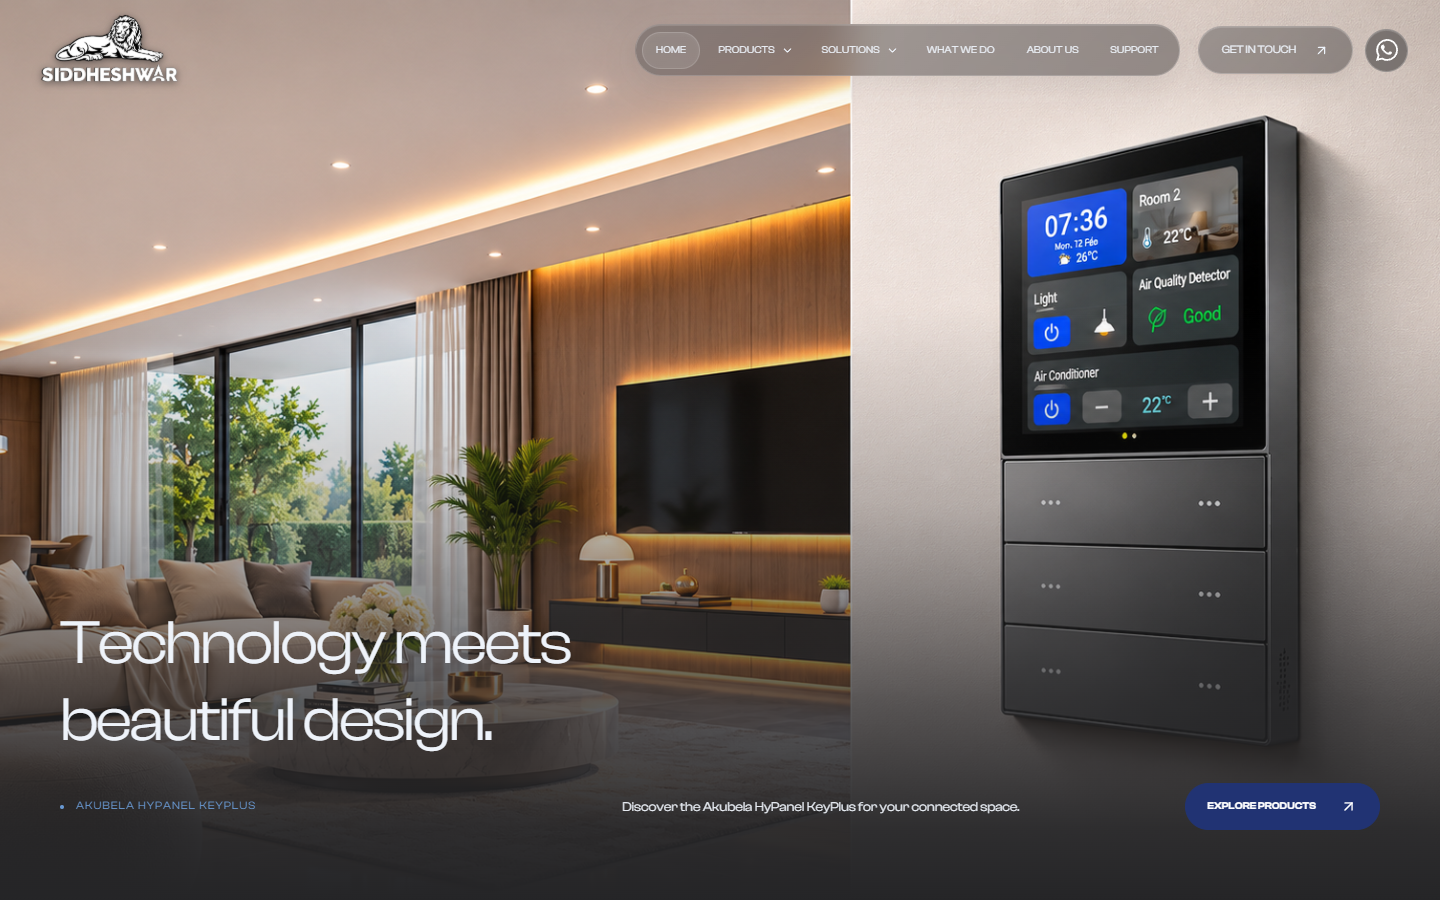 SIDDHESHWAR
HOME
PRODUCTS
SOLUTIONS
WHAT WE DO
ABOUT US
SUPPORT
GET IN TOUCH
07:36
Mon. 12 Feb
26°C
Room 2
22°C
Light
Air Quality Detector
Good
Air Conditioner
22°C
Technology meets
beautiful design.
AKUBELA HYPANEL KEYPLUS
Discover the Akubela HyPanel KeyPlus for your connected space.
EXPLORE PRODUCTS